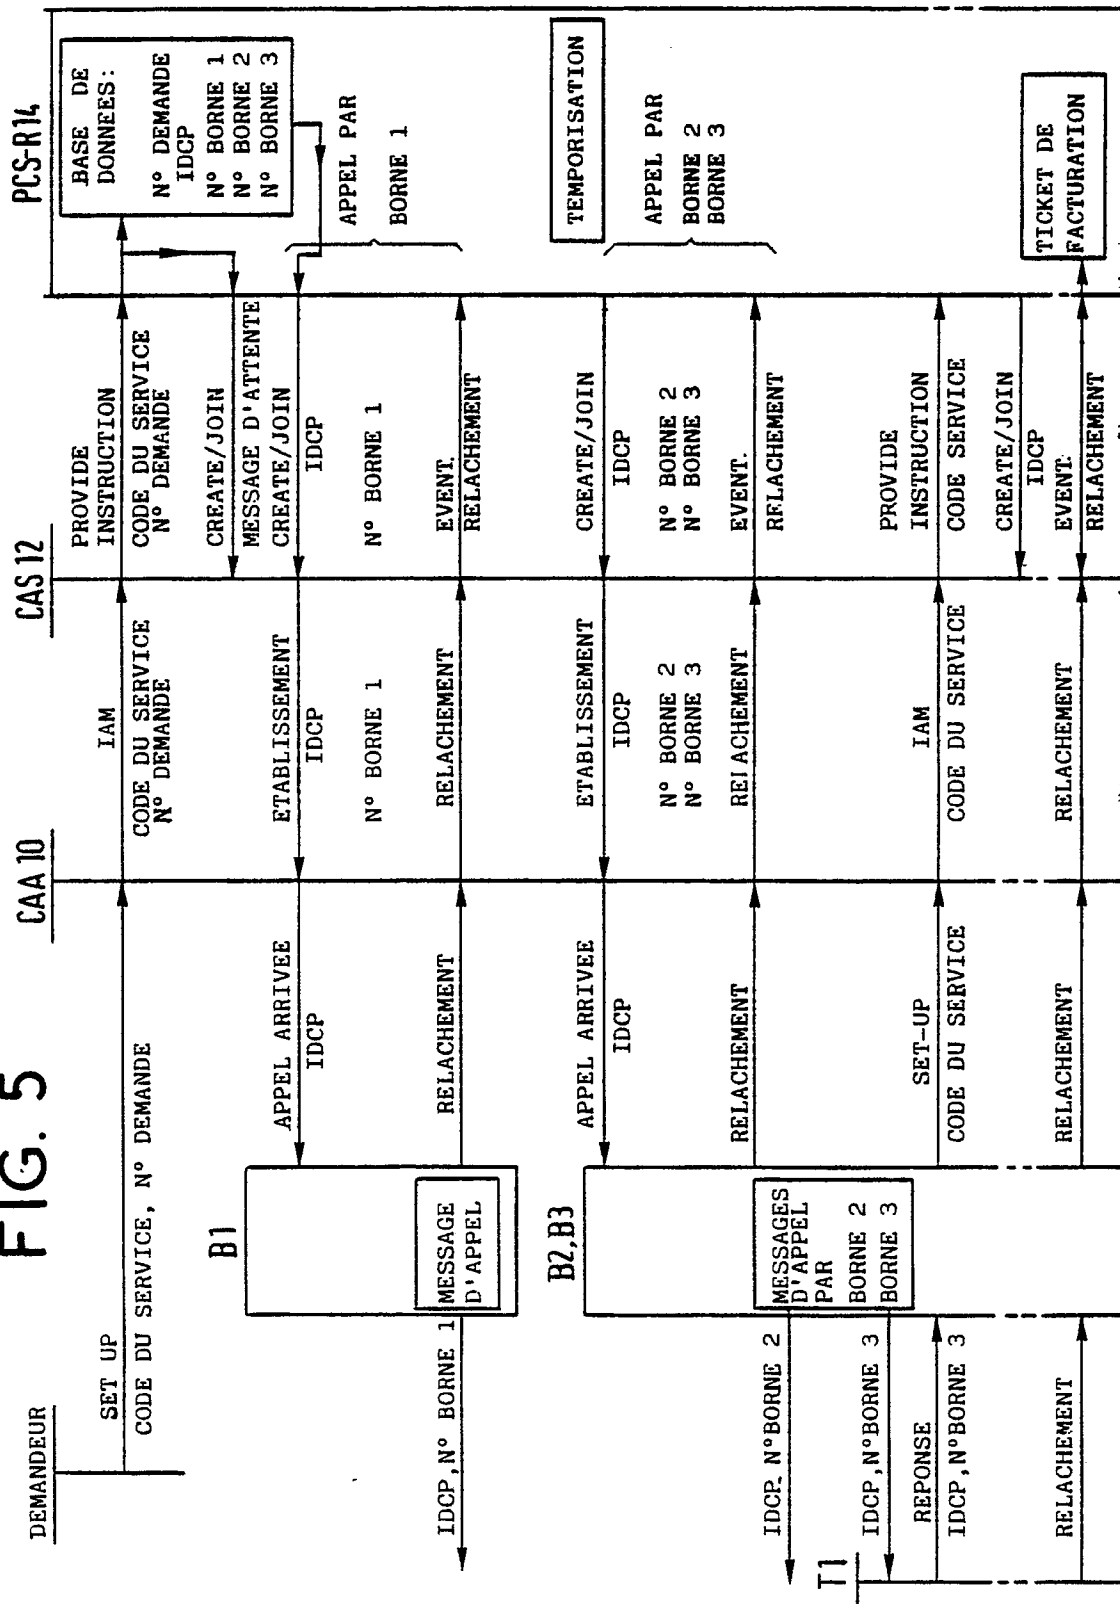 FIG. 5
DEMANDEUR
CAA 10
CAS 12
PCS-R14
SET UP
CODE DU SERVICE, N° DEMANDE
IAM
CODE DU SERVICE
N° DEMANDE
PROVIDE
INSTRUCTION
CODE DU SERVICE
N° DEMANDE
BASE DE
DONNEES:
N° DEMANDE
IDCP
N° BORNE 1
N° BORNE 2
N° BORNE 3
CREATE/JOIN
MESSAGE D'ATTENTE
B1
APPEL ARRIVEE
IDCP
ETABLISSEMENT
IDCP
N° BORNE 1
CREATE/JOIN
IDCP
N° BORNE 1
APPEL PAR
BORNE 1
IDCP, N° BORNE 1
MESSAGE
D'APPEL
RELACHEMENT
RELACHEMENT
EVENT.
RELACHEMENT
TEMPORISATION
B2,B3
APPEL ARRIVEE
IDCP
ETABLISSEMENT
IDCP
N° BORNE 2
N° BORNE 3
CREATE/JOIN
IDCP
N° BORNE 2
N° BORNE 3
APPEL PAR
BORNE 2
BORNE 3
IDCP, N°BORNE 2
MESSAGES
D'APPEL
PAR
BORNE 2
BORNE 3
RELACHEMENT
RELACHEMENT
EVENT.
RELACHEMENT
T1
IDCP,N°BORNE 3
REPONSE
IDCP,N°BORNE 3
SET-UP
CODE DU SERVICE
IAM
CODE DU SERVICE
PROVIDE
INSTRUCTION
CODE SERVICE
CREATE/JOIN
IDCP
RELACHEMENT
RELACHEMENT
RELACHEMENT
EVENT.
RELACHEMENT
TICKET DE
FACTURATION